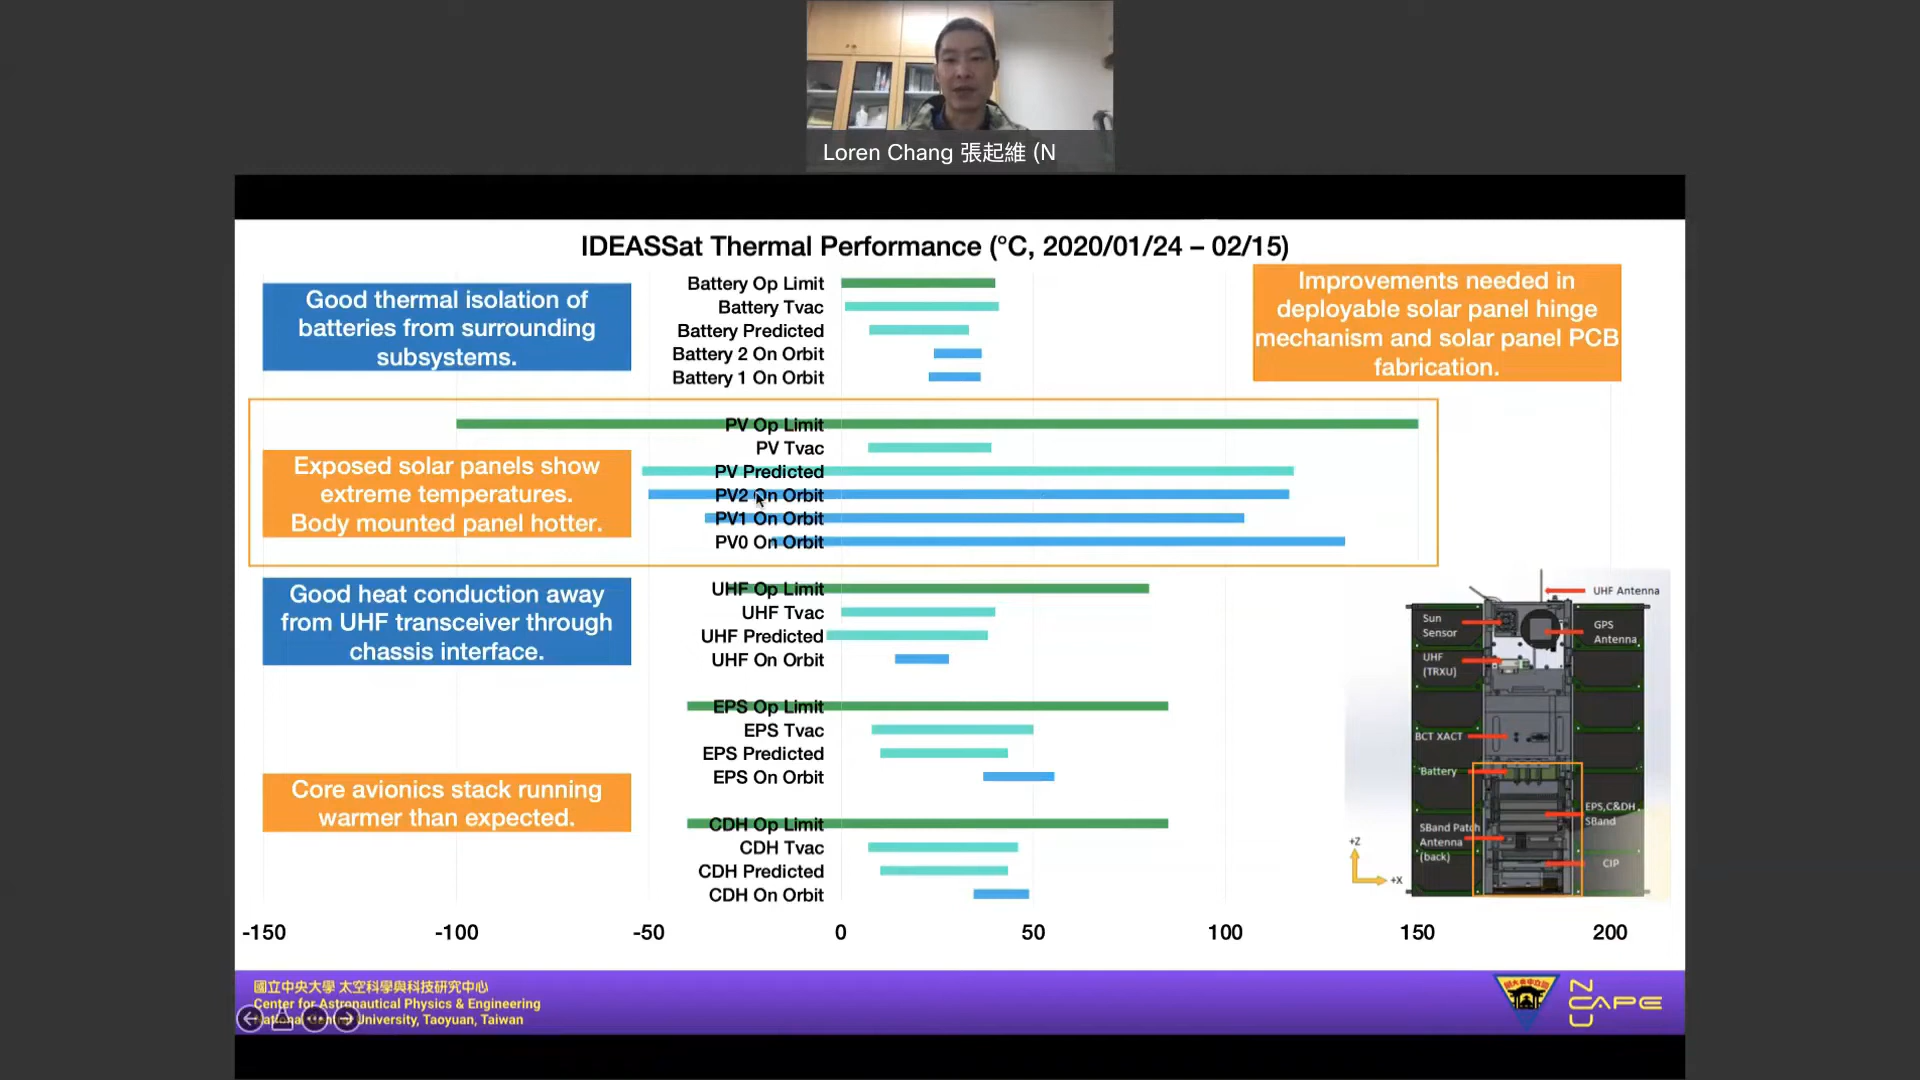 Loren Chang 張起維 (N
IDEASSat Thermal Performance (°C, 2020/01/24 – 02/15)
Good thermal isolation of
batteries from surrounding
subsystems.
Battery Op Limit
Battery Tvac
Battery Predicted
Battery 2 On Orbit
Battery 1 On Orbit
Improvements needed in
deployable solar panel hinge
mechanism and solar panel PCB
fabrication.
Exposed solar panels show
extreme temperatures.
Body mounted panel hotter.
PV Op Limit
PV Tvac
PV Predicted
PV2 On Orbit
PV1 On Orbit
PV0 On Orbit
Good heat conduction away
from UHF transceiver through
chassis interface.
UHF Op Limit
UHF Tvac
UHF Predicted
UHF On Orbit
EPS Op Limit
EPS Tvac
EPS Predicted
EPS On Orbit
Core avionics stack running
warmer than expected.
CDH Op Limit
CDH Tvac
CDH Predicted
CDH On Orbit
UHF Antenna
Sun
Sensor
GPS
Antenna
UHF
(TRXU)
BCT XACT
Battery
EPS,C&DH,
SBand
SBand Patch
Antenna
(back)
CIP
+Z
+X
-150 -100 -50 0 50 100 150 200
國立中央大學 太空科學與科技研究中心
Center for Astronautical Physics & Engineering
National Central University, Taoyuan, Taiwan
N
CAPE
U